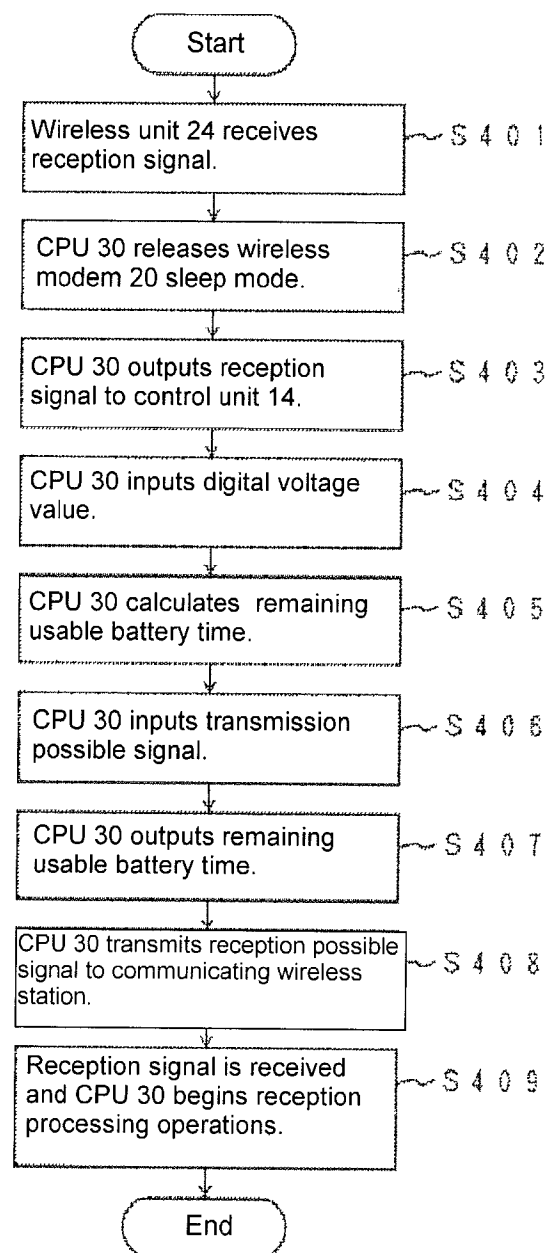 Start
Wireless unit 24 receives
reception signal.
S401
CPU 30 releases wireless
modem 20 sleep mode.
S402
CPU 30 outputs reception
signal to control unit 14.
S403
CPU 30 inputs digital voltage
value.
S404
CPU 30 calculates remaining
usable battery time.
S405
CPU 30 inputs transmission
possible signal.
S406
CPU 30 outputs remaining
usable battery time.
S407
CPU 30 transmits reception possible
signal to communicating wireless
station.
S408
Reception signal is received
and CPU 30 begins reception
processing operations.
S409
End